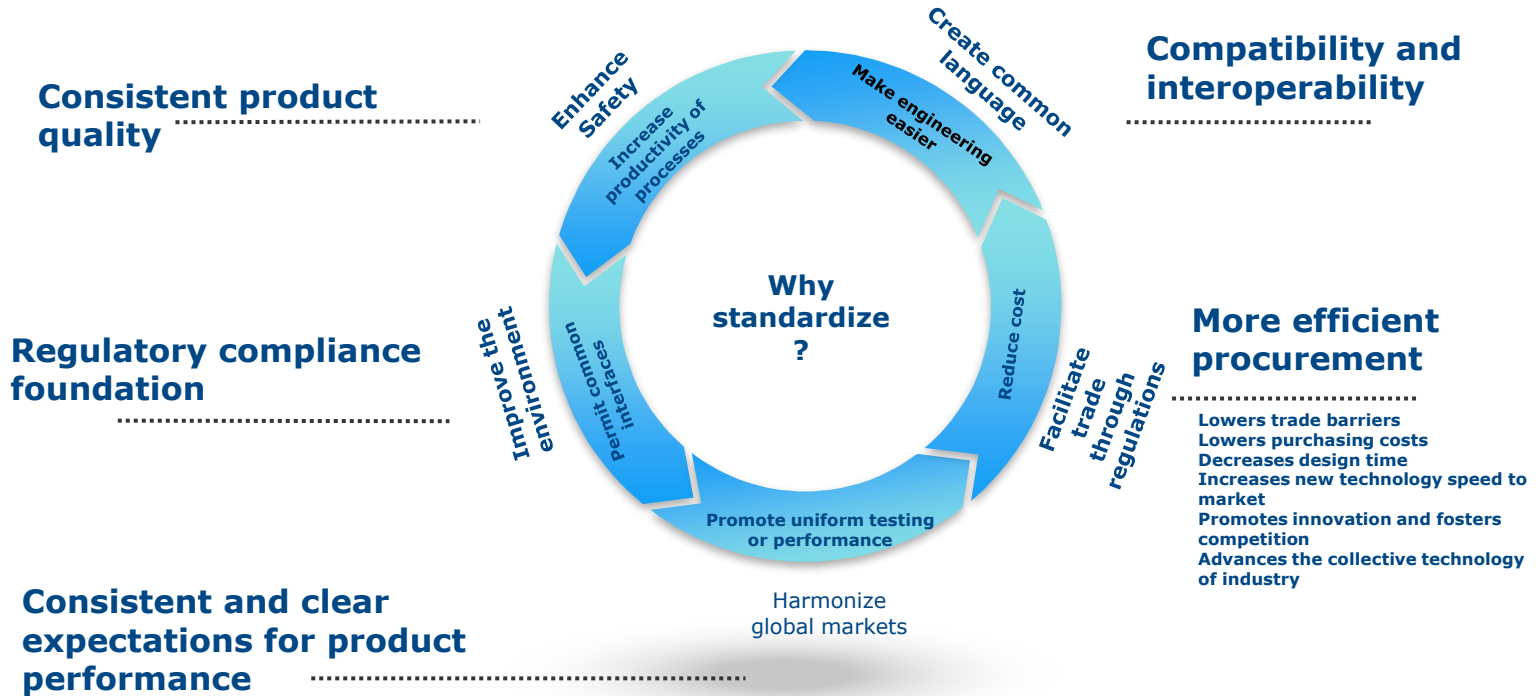 Consistent product
quality
Enhance
Safety
Increase
productivity of
processes
Make engineering
easier
Create common
language
Compatibility and
interoperability
Why
standardize
?
Regulatory compliance
foundation
Improve the
environment
Permit common
interfaces
Reduce cost
Facilitate
trade
through
regulations
More efficient
procurement
Lowers trade barriers
Lowers purchasing costs
Decreases design time
Increases new technology speed to
market
Promotes innovation and fosters
competition
Advances the collective technology
of industry
Promote uniform testing
or performance
Harmonize
global markets
Consistent and clear
expectations for product
performance